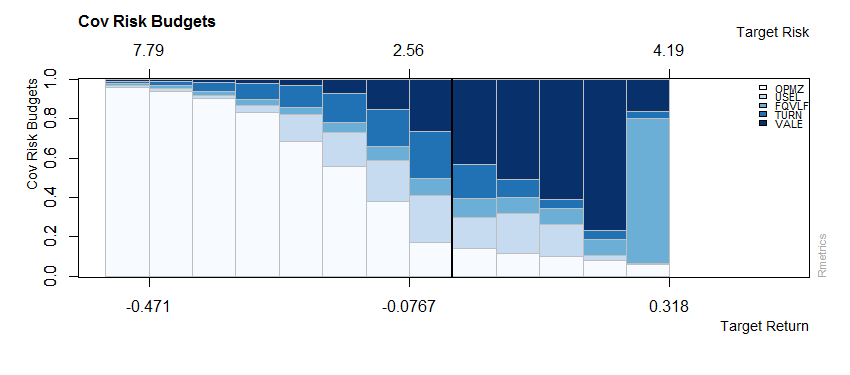 Cov Risk Budgets
Target Risk
7.79 2.56 4.19
Cov Risk Budgets
0.0 0.2 0.4 0.6 0.8 1.0
OPMZ
USEL
FQVLF
TURN
VALE
Rmetrics
-0.471 -0.0767 0.318
Target Return